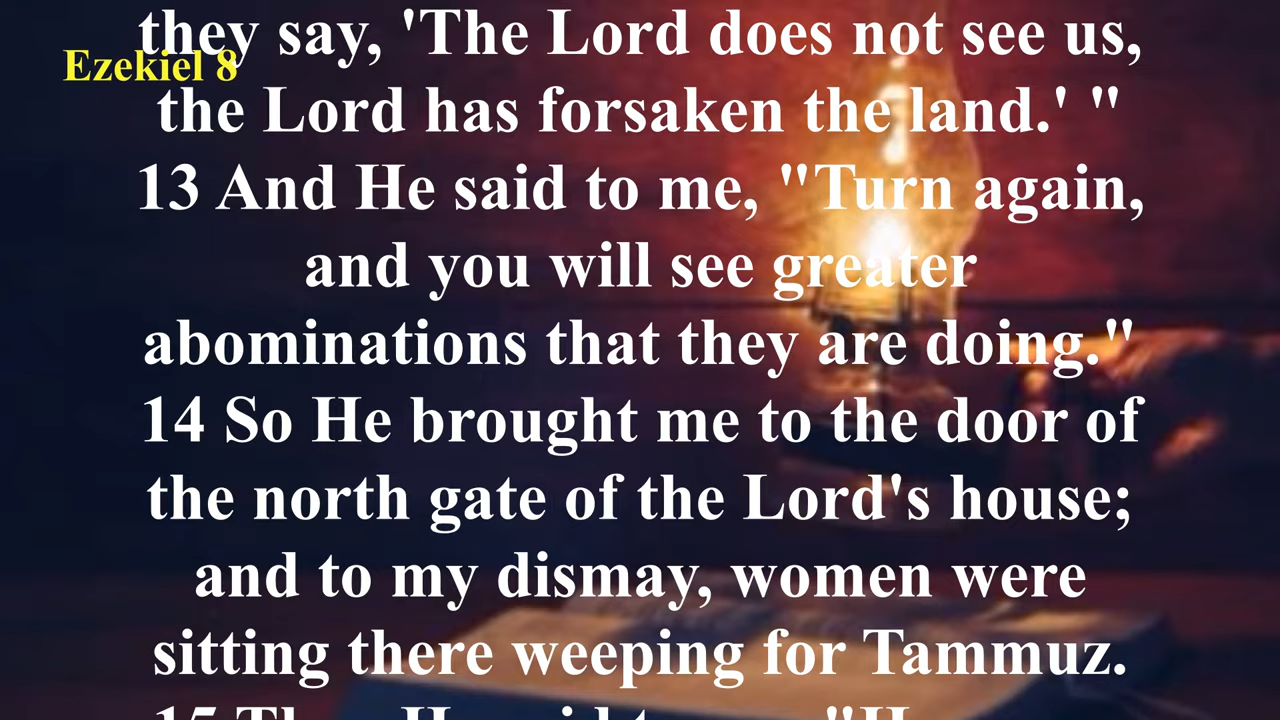 they say, 'The Lord does not see us,
Ezekiel 8
the Lord has forsaken the land.' "
13 And He said to me, "Turn again,
and you will see greater
abominations that they are doing."
14 So He brought me to the door of
the north gate of the Lord's house;
and to my dismay, women were
sitting there weeping for Tammuz.